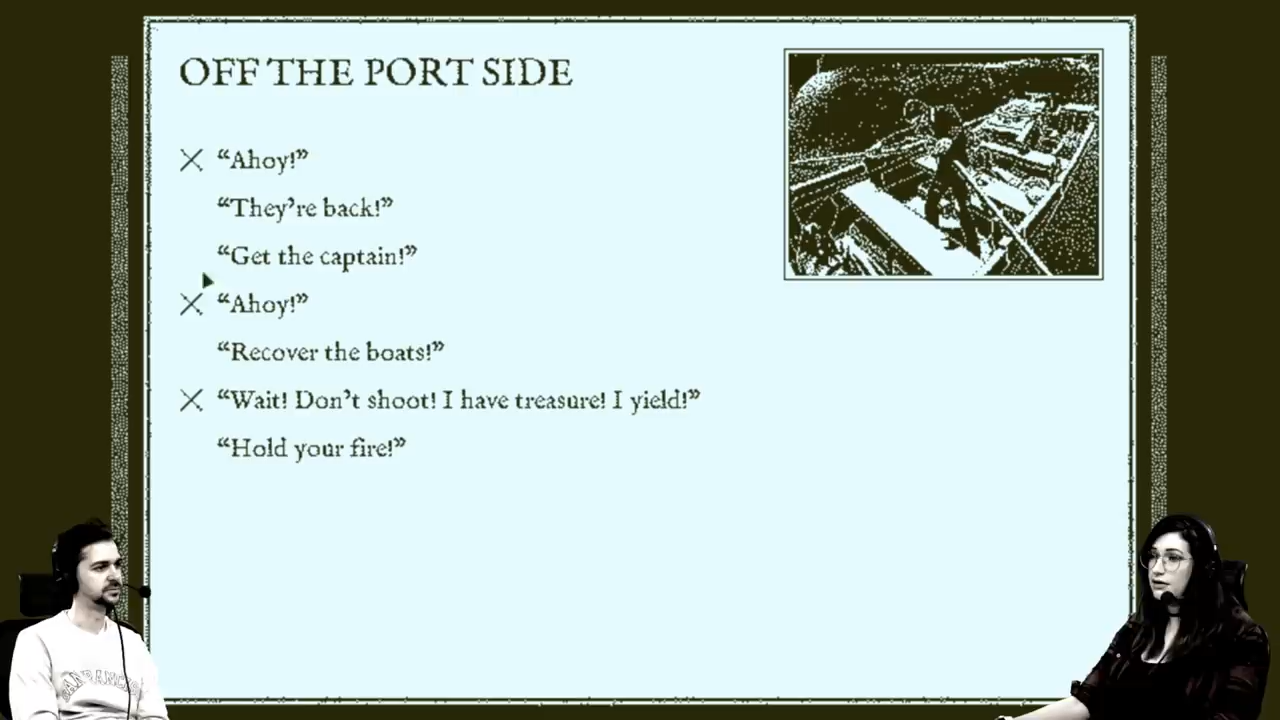 OFF THE PORT SIDE
“Ahoy!”
“They’re back!”
“Get the captain!”
“Ahoy!”
“Recover the boats!”
“Wait! Don’t shoot! I have treasure! I yield!”
“Hold your fire!”